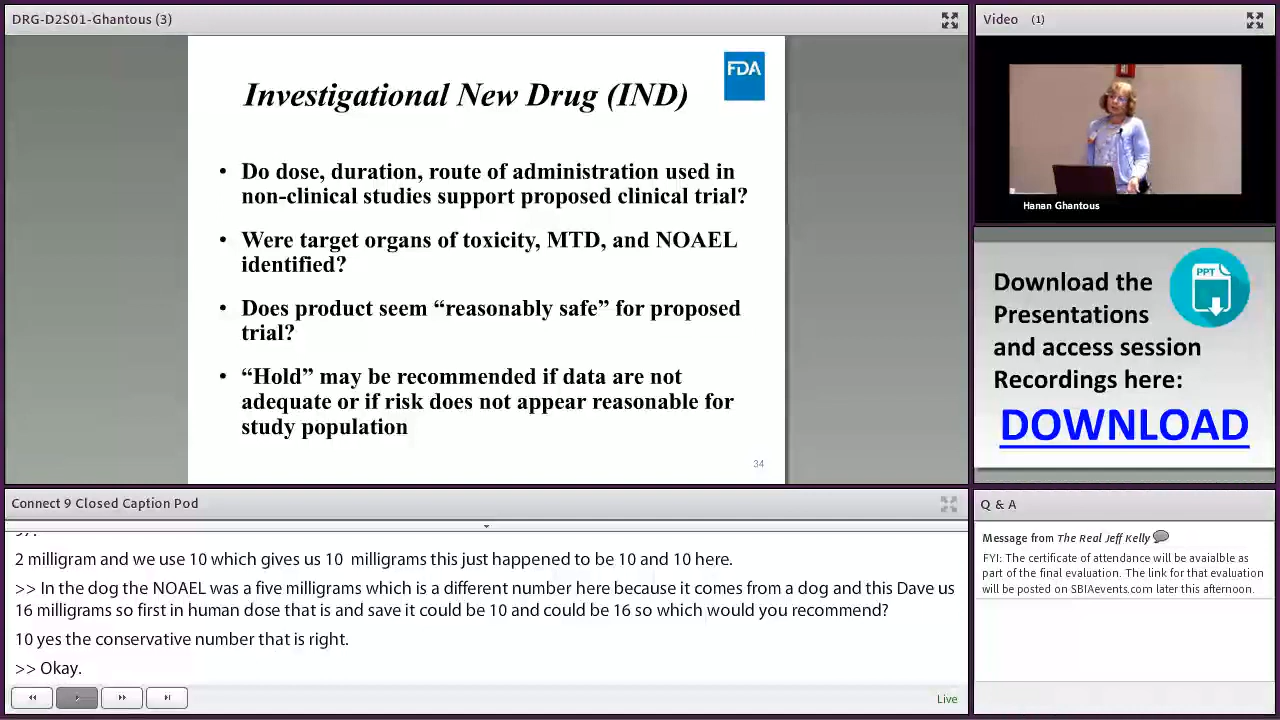 DRG-D2S01-Ghantous (3)
FDA
Investigational New Drug (IND)
• Do dose, duration, route of administration used in
non-clinical studies support proposed clinical trial?
• Were target organs of toxicity, MTD, and NOAEL
identified?
• Does product seem “reasonably safe” for proposed
trial?
• “Hold” may be recommended if data are not
adequate or if risk does not appear reasonable for
study population
34
Video (1)
Hanan Ghantous
Download the
Presentations
and access session
Recordings here:
DOWNLOAD
PPT
Connect 9 Closed Caption Pod
2 milligram and we use 10 which gives us 10 milligrams this just happened to be 10 and 10 here.
>> In the dog the NOAEL was a five milligrams which is a different number here because it comes from a dog and this Dave us
16 milligrams so first in human dose that is and save it could be 10 and could be 16 so which would you recommend?
10 yes the conservative number that is right.
>> Okay.
Live
Q & A
Message from The Real Jeff Kelly
FYI: The certificate of attendance will be avaialble as
part of the final evaluation. The link for that evaluation
will be posted on SBIAevents.com later this afternoon.